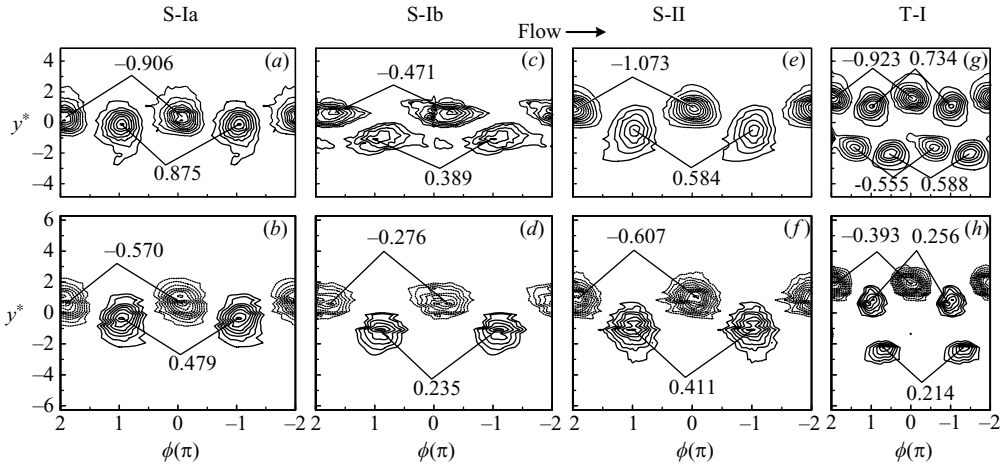 S-Ia S-Ib S-II T-I
Flow
4 2 0 −2 −4
y*
−0.906 (a)
0.875
−0.471 (c)
0.389
−1.073 (e)
0.584
−0.923 0.734 (g)
-0.555 0.588
6 4 2 0 −2 −4 −6
y*
−0.570 (b)
0.479
−0.276 (d)
0.235
−0.607 (f)
0.411
−0.393 0.256 (h)
0.214
2 1 0 −1 −2 1 0 −1 −2 2 1 0 −1 −2 2 1 0 −1 −2
ϕ(π) ϕ(π) ϕ(π) ϕ(π)